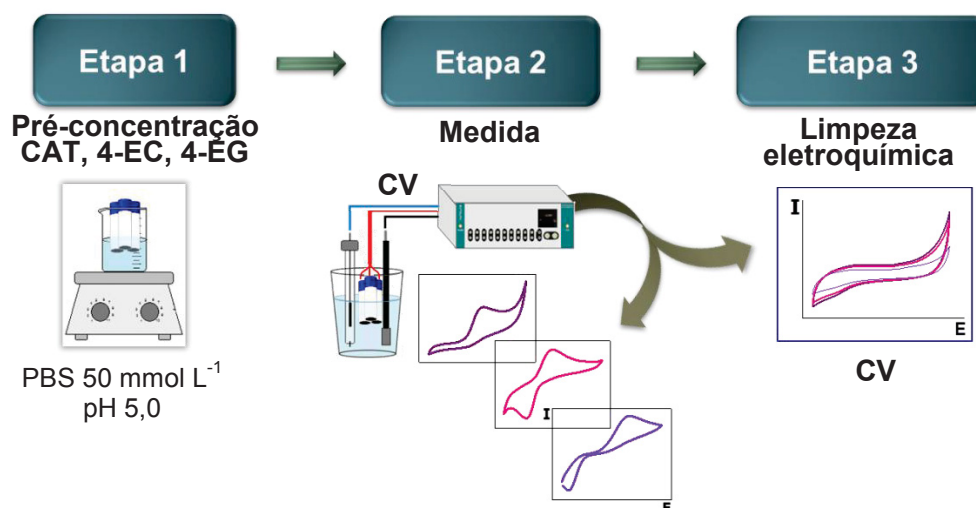 Etapa 1
Etapa 2
Etapa 3
Pré-concentração
CAT, 4-EC, 4-EG
Medida
Limpeza
eletroquímica
CV
I
E
CV
PBS 50 mmol L⁻¹
pH 5,0
I
E